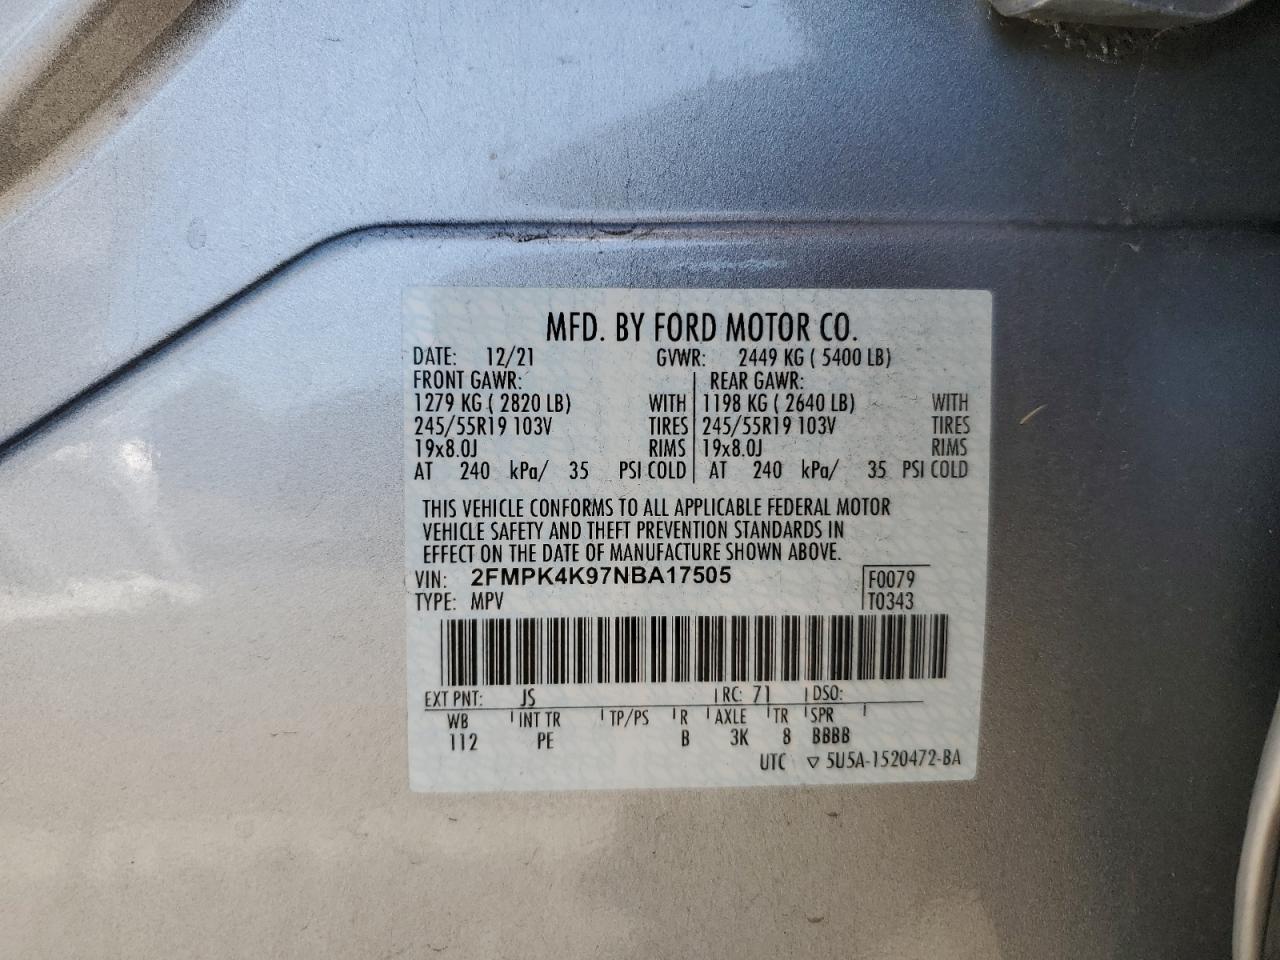 MFD. BY FORD MOTOR CO.
DATE: 12/21 GVWR: 2449 KG ( 5400 LB)
FRONT GAWR: REAR GAWR:
1279 KG ( 2820 LB) WITH 1198 KG ( 2640 LB) WITH
245/55R19 103V TIRES 245/55R19 103V TIRES
19x8.0J RIMS 19x8.0J RIMS
AT 240 kPa/ 35 PSI COLD AT 240 kPa/ 35 PSI COLD
THIS VEHICLE CONFORMS TO ALL APPLICABLE FEDERAL MOTOR
VEHICLE SAFETY AND THEFT PREVENTION STANDARDS IN
EFFECT ON THE DATE OF MANUFACTURE SHOWN ABOVE.
VIN: 2FMPK4K97NBA17505 F0079
TYPE: MPV T0343
EXT PNT: JS RC: 71 DSO:
WB INT TR TP/PS R AXLE TR SPR
112 PE B 3K 8 BBBB
UTC ▽ 5U5A-1520472-BA